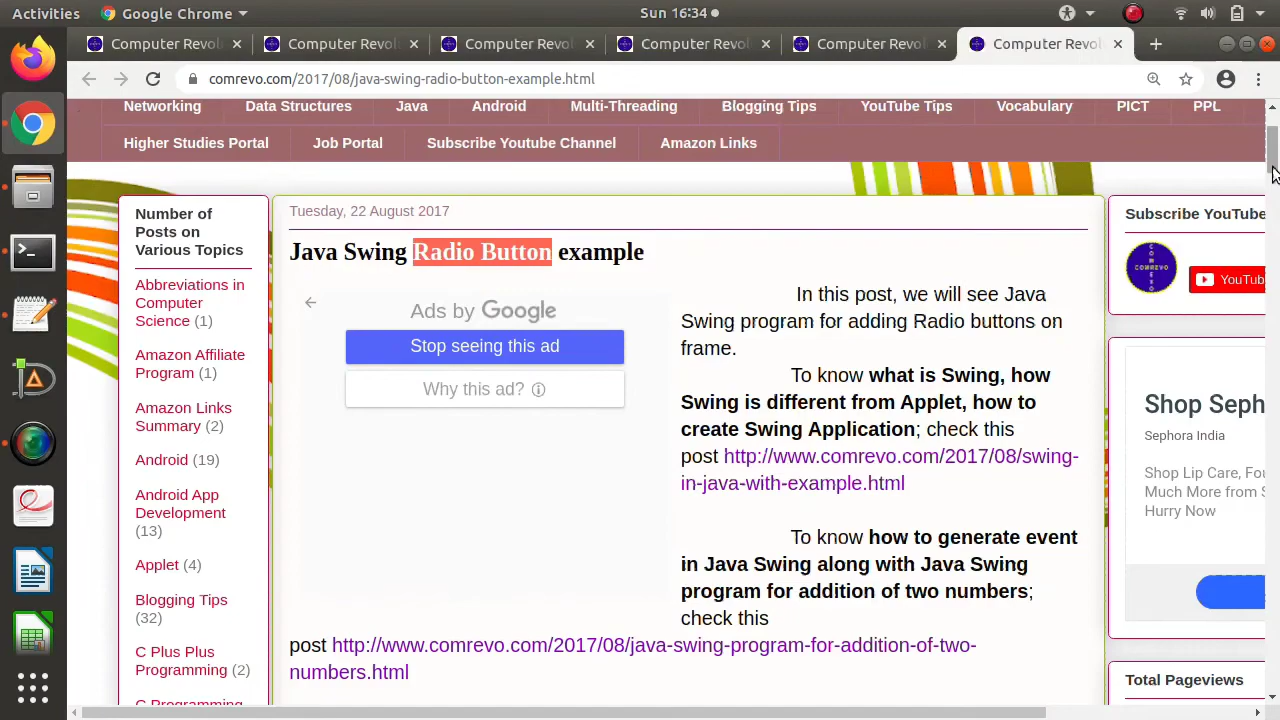 Activities
Google Chrome
Sun 16:34
Computer Revol
Computer Revol
Computer Revol
Computer Revol
Computer Revol
Computer Revol
comrevo.com/2017/08/java-swing-radio-button-example.html
Networking
Data Structures
Java
Android
Multi-Threading
Blogging Tips
YouTube Tips
Vocabulary
PICT
PPL
Higher Studies Portal
Job Portal
Subscribe Youtube Channel
Amazon Links
Number of
Posts on
Various Topics
Abbreviations in
Computer
Science (1)
Amazon Affiliate
Program (1)
Amazon Links
Summary (2)
Android (19)
Android App
Development
(13)
Applet (4)
Blogging Tips
(32)
C Plus Plus
Programming (2)
C Programming
Tuesday, 22 August 2017
Java Swing Radio Button example
Ads by Google
Stop seeing this ad
Why this ad?
In this post, we will see Java
Swing program for adding Radio buttons on
frame.
To know what is Swing, how
Swing is different from Applet, how to
create Swing Application; check this
post http://www.comrevo.com/2017/08/swing-
in-java-with-example.html
To know how to generate event
in Java Swing along with Java Swing
program for addition of two numbers;
check this
post http://www.comrevo.com/2017/08/java-swing-program-for-addition-of-two-
numbers.html
Subscribe YouTube
COMREVO
YouTub
Shop Seph
Sephora India
Shop Lip Care, Fou
Much More from S
Hurry Now
Total Pageviews